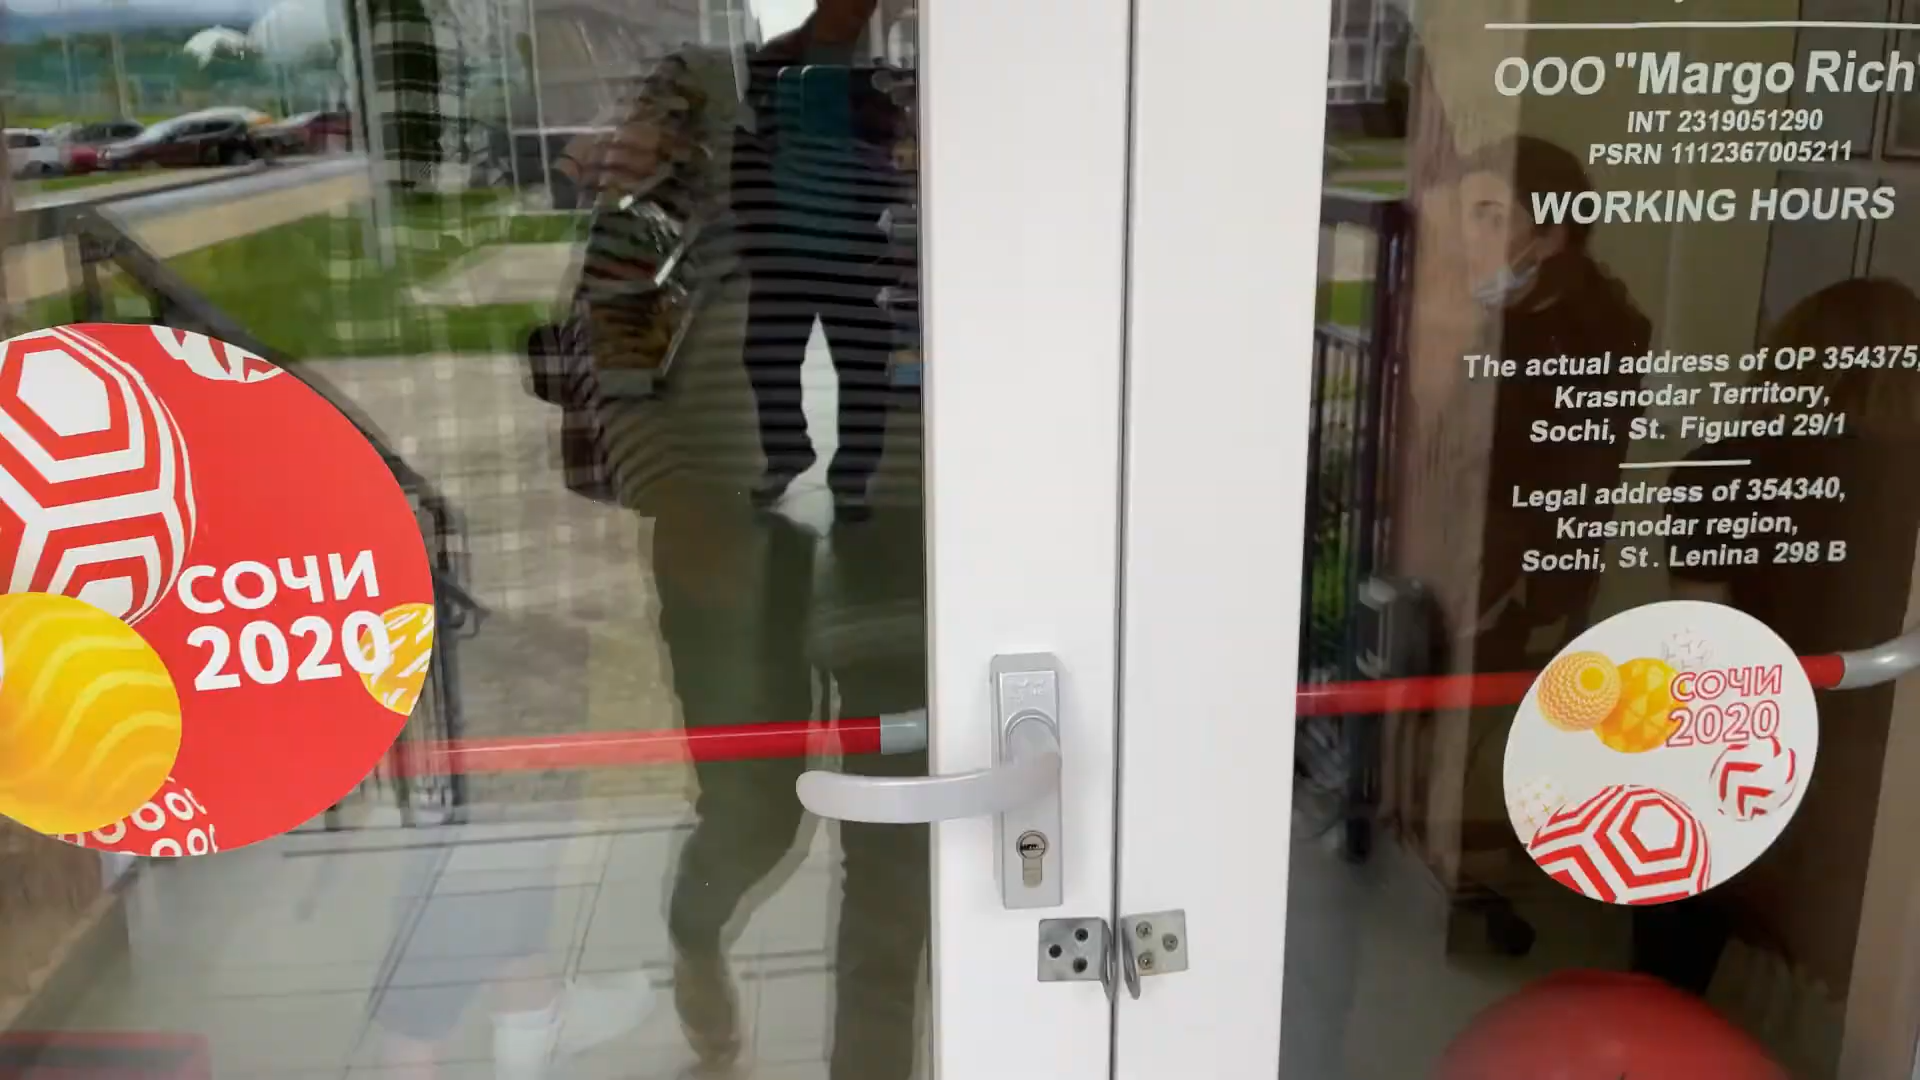 СОЧИ
2020
ООО "Margo Rich"
INT 2319051290
PSRN 1112367005211
WORKING HOURS
The actual address of OP 354375,
Krasnodar Territory,
Sochi, St. Figured 29/1
Legal address of 354340,
Krasnodar region,
Sochi, St. Lenina 298 B
СОЧИ
2020